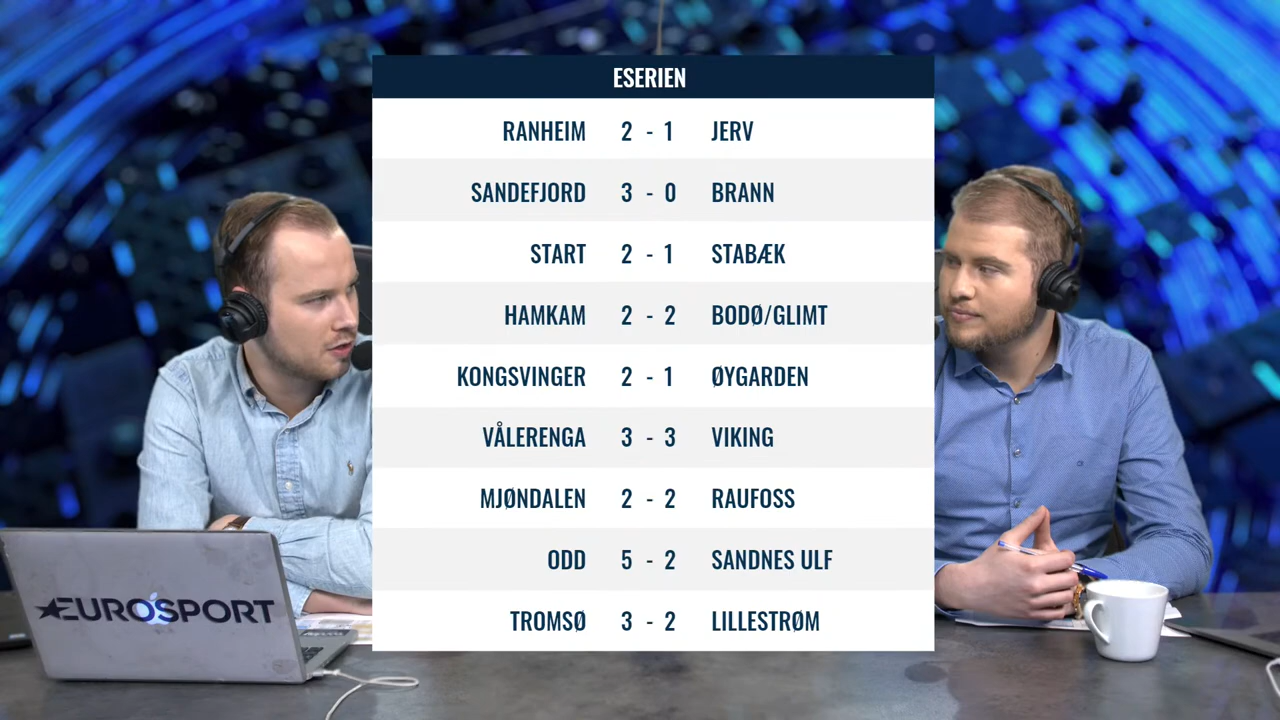 ESERIEN
RANHEIM 2 - 1 JERV
SANDEFJORD 3 - 0 BRANN
START 2 - 1 STABÆK
HAMKAM 2 - 2 BODØ/GLIMT
KONGSVINGER 2 - 1 ØYGARDEN
VÅLERENGA 3 - 3 VIKING
MJØNDALEN 2 - 2 RAUFOSS
ODD 5 - 2 SANDNES ULF
TROMSØ 3 - 2 LILLESTRØM
EUROSPORT